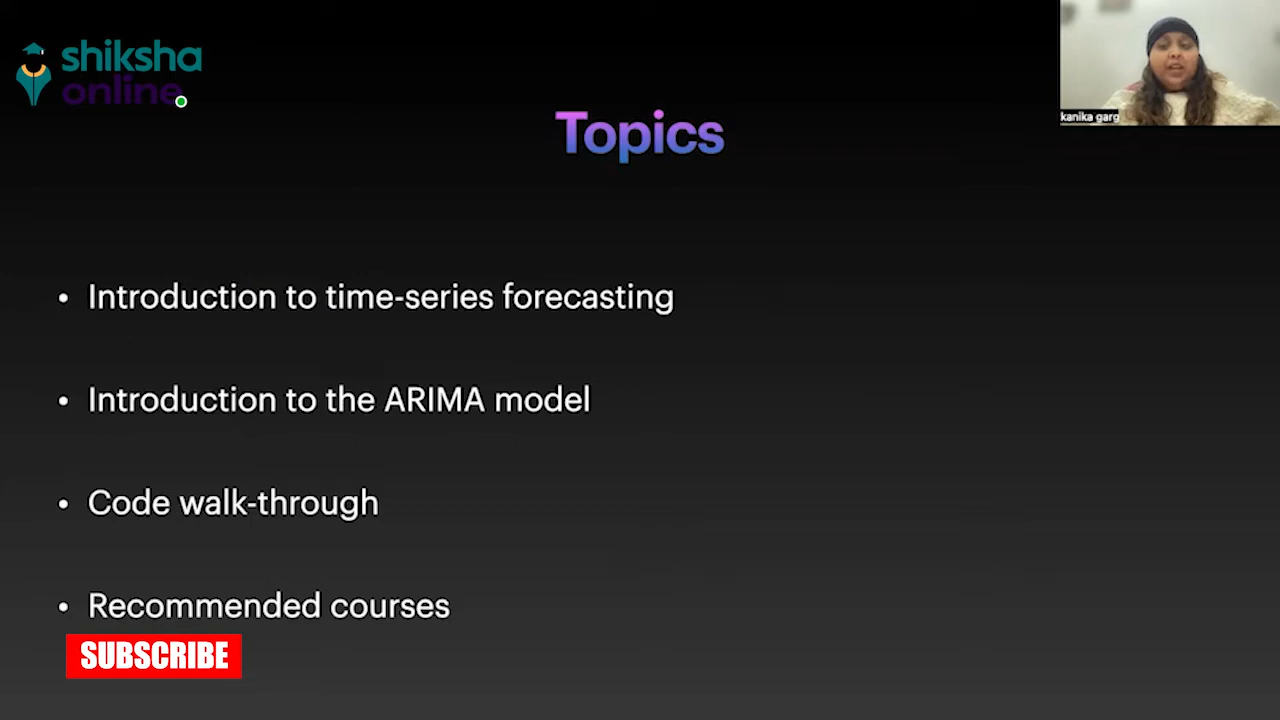 shiksha
online
kanika garg
Topics
• Introduction to time-series forecasting
• Introduction to the ARIMA model
• Code walk-through
• Recommended courses
SUBSCRIBE